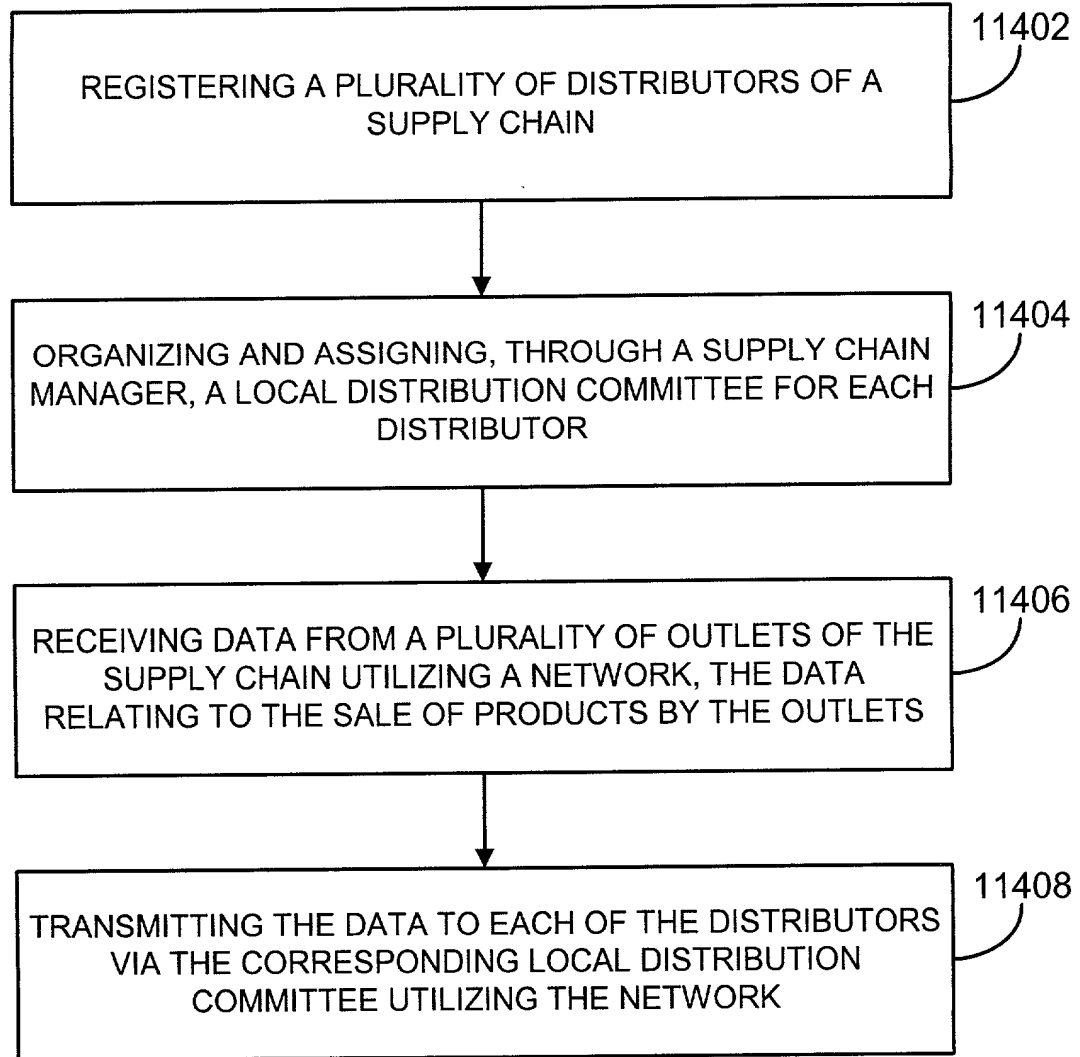 11402
REGISTERING A PLURALITY OF DISTRIBUTORS OF A
SUPPLY CHAIN
11404
ORGANIZING AND ASSIGNING, THROUGH A SUPPLY CHAIN
MANAGER, A LOCAL DISTRIBUTION COMMITTEE FOR EACH
DISTRIBUTOR
11406
RECEIVING DATA FROM A PLURALITY OF OUTLETS OF THE
SUPPLY CHAIN UTILIZING A NETWORK, THE DATA
RELATING TO THE SALE OF PRODUCTS BY THE OUTLETS
11408
TRANSMITTING THE DATA TO EACH OF THE DISTRIBUTORS
VIA THE CORRESPONDING LOCAL DISTRIBUTION
COMMITTEE UTILIZING THE NETWORK